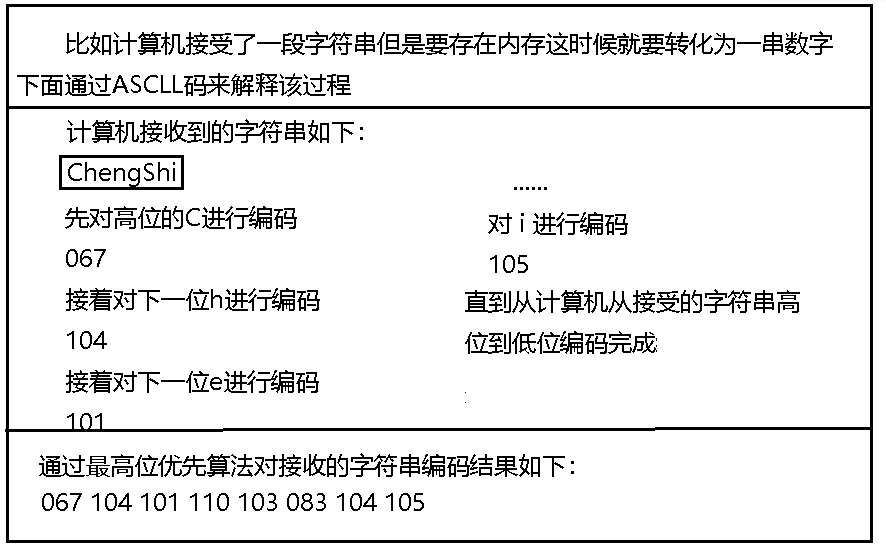 比如计算机接受了一段字符串但是要存在内存这时候就要转化为一串数字
下面通过ASCLL码来解释该过程
计算机接收到的字符串如下：
ChengShi
先对高位的C进行编码
067
接着对下一位h进行编码
104
接着对下一位e进行编码
101
......
对 i 进行编码
105
直到从计算机从接受的字符串高
位到低位编码完成
通过最高位优先算法对接收的字符串编码结果如下：
067 104 101 110 103 083 104 105